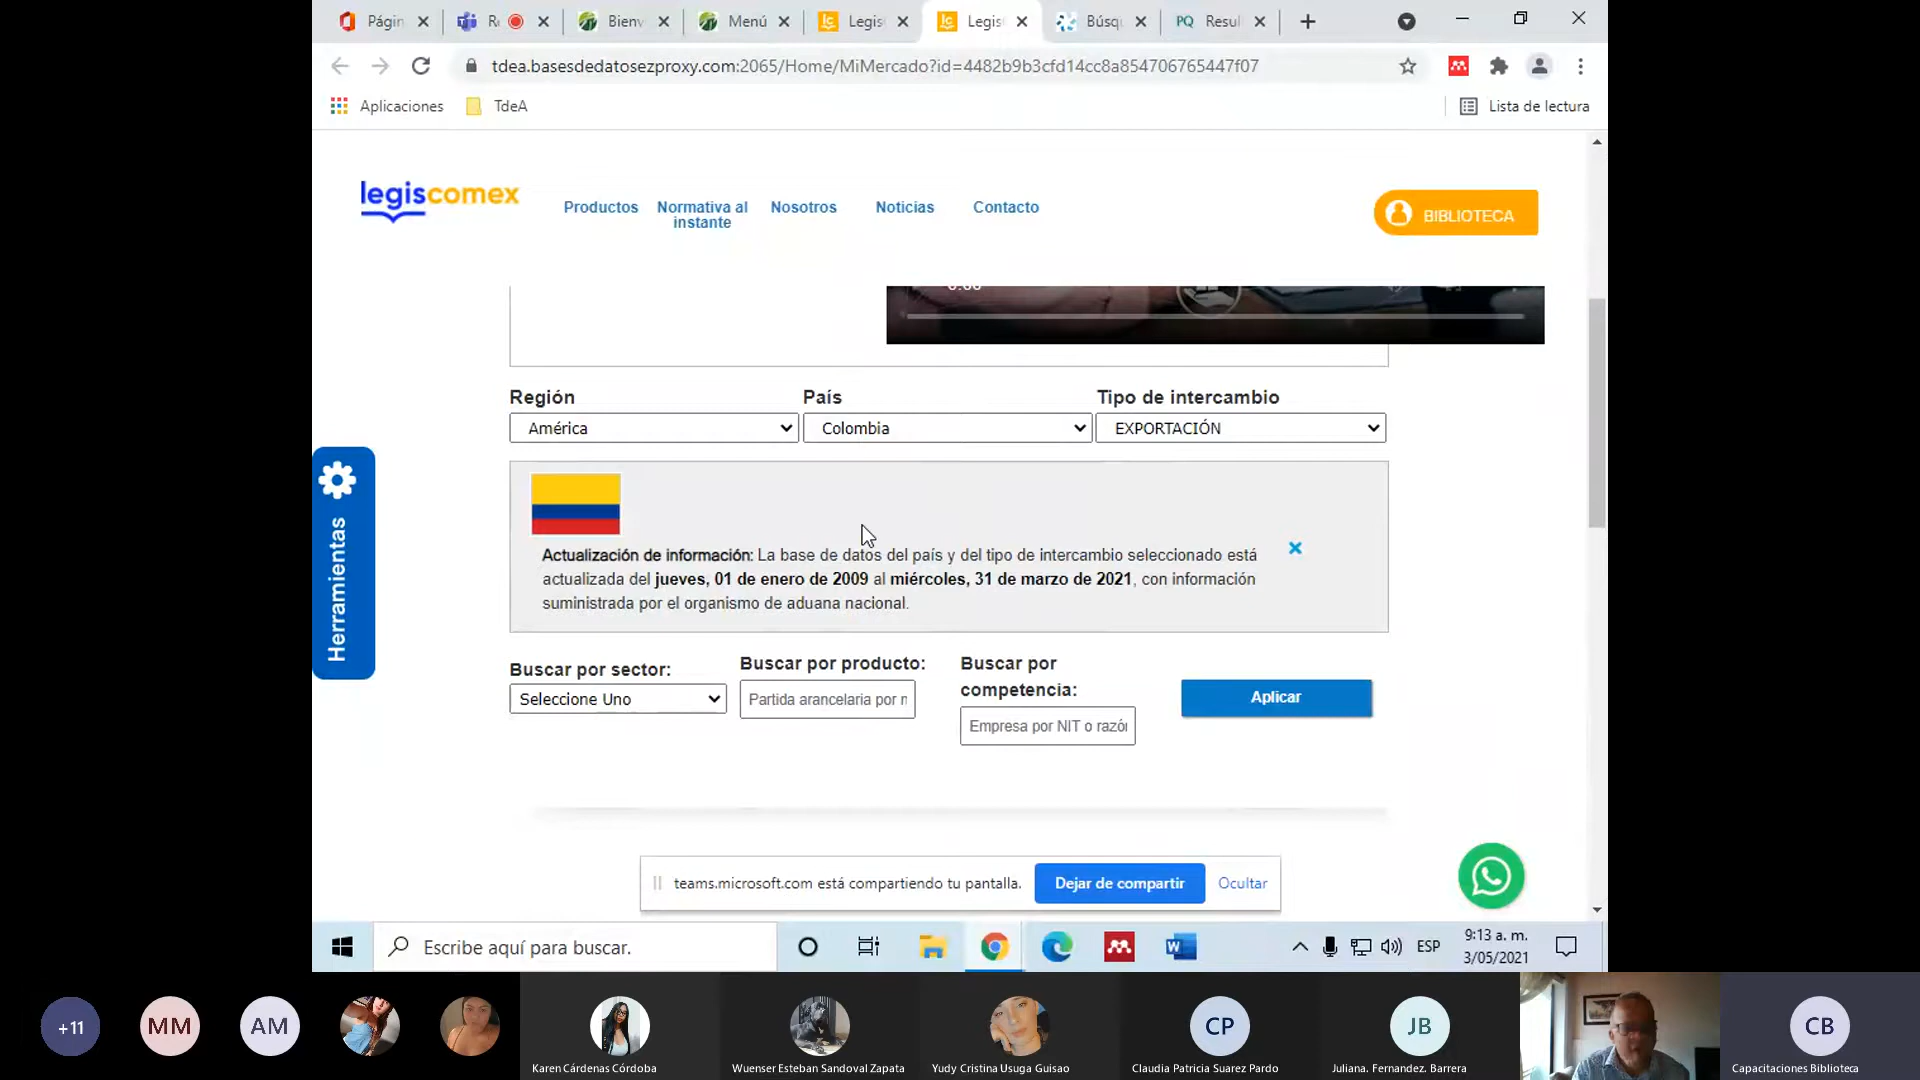 Págin
Re
Bienv
Menú
Legis
Legis
Búsqu
PQ Resul
tdea.basesdedatosezproxy.com:2065/Home/MiMercado?id=4482b9b3cfd14cc8a854706765447f07
Aplicaciones
TdeA
Lista de lectura
legiscomex
Productos
Normativa al
instante
Nosotros
Noticias
Contacto
BIBLIOTECA
Región
País
Tipo de intercambio
América
Colombia
EXPORTACIÓN
Herramientas
Actualización de información: La base de datos del país y del tipo de intercambio seleccionado está
actualizada del jueves, 01 de enero de 2009 al miércoles, 31 de marzo de 2021, con información
suministrada por el organismo de aduana nacional.
Buscar por sector:
Seleccione Uno
Buscar por producto:
Partida arancelaria por n
Buscar por
competencia:
Empresa por NIT o razón
Aplicar
teams.microsoft.com está compartiendo tu pantalla.
Dejar de compartir
Ocultar
Escribe aquí para buscar.
ESP
9:13 a. m.
3/05/2021
+11
MM
AM
Karen Cárdenas Córdoba
Wuenser Esteban Sandoval Zapata
Yudy Cristina Usuga Guisao
CP
Claudia Patricia Suarez Pardo
JB
Juliana. Fernandez. Barrera
CB
Capacitaciones Biblioteca